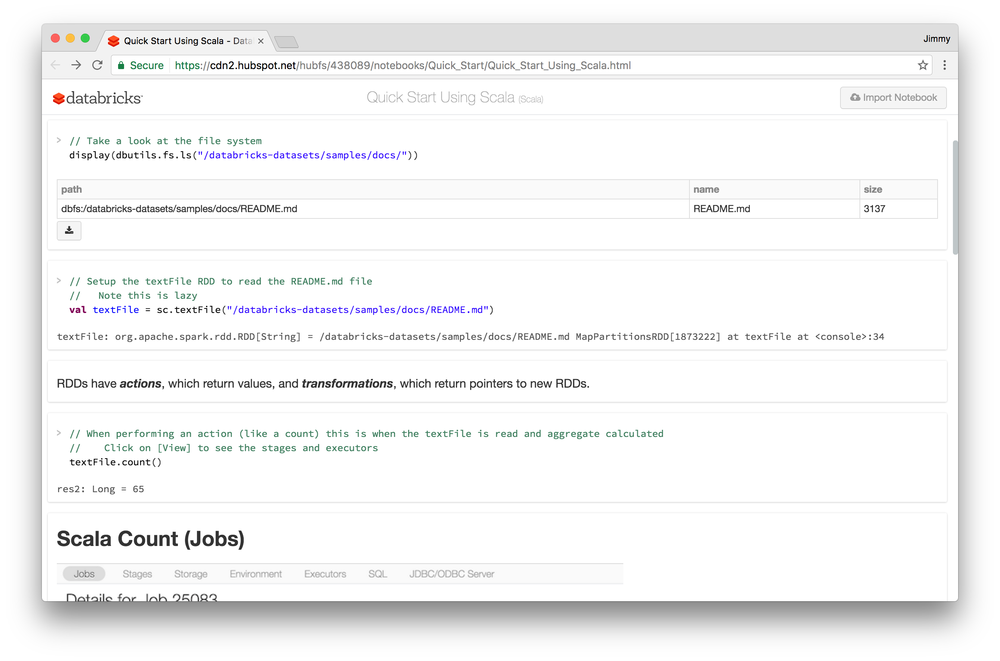 Quick Start Using Scala - Data
Jimmy
Secure https://cdn2.hubspot.net/hubfs/438089/notebooks/Quick_Start/Quick_Start_Using_Scala.html
databricks™
Quick Start Using Scala (Scala)
Import Notebook
> // Take a look at the file system
display(dbutils.fs.ls("/databricks-datasets/samples/docs/"))
path name size
dbfs:/databricks-datasets/samples/docs/README.md README.md 3137
> // Setup the textFile RDD to read the README.md file
//   Note this is lazy
val textFile = sc.textFile("/databricks-datasets/samples/docs/README.md")
textFile: org.apache.spark.rdd.RDD[String] = /databricks-datasets/samples/docs/README.md MapPartitionsRDD[1873222] at textFile at <console>:34
RDDs have actions, which return values, and transformations, which return pointers to new RDDs.
> // When performing an action (like a count) this is when the textFile is read and aggregate calculated
//    Click on [View] to see the stages and executors
textFile.count()
res2: Long = 65
Scala Count (Jobs)
Jobs Stages Storage Environment Executors SQL JDBC/ODBC Server
Details for Job 25083